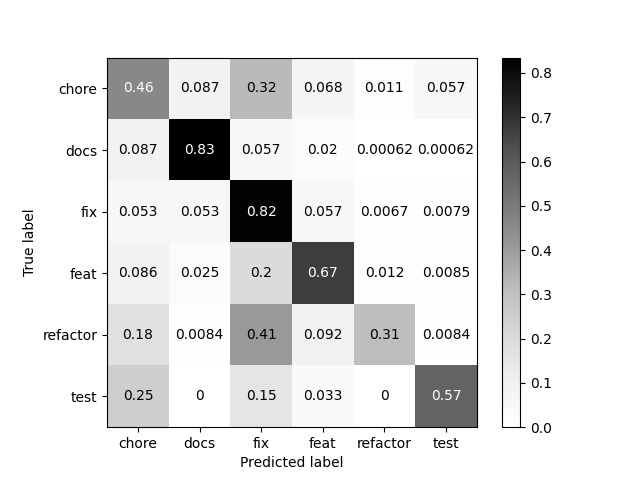 chore 0.46 0.087 0.32 0.068 0.011 0.057
docs 0.087 0.83 0.057 0.02 0.00062 0.00062
fix 0.053 0.053 0.82 0.057 0.0067 0.0079
feat 0.086 0.025 0.2 0.67 0.012 0.0085
refactor 0.18 0.0084 0.41 0.092 0.31 0.0084
test 0.25 0 0.15 0.033 0 0.57
chore docs fix feat refactor test
Predicted label
True label
0.8
0.7
0.6
0.5
0.4
0.3
0.2
0.1
0.0